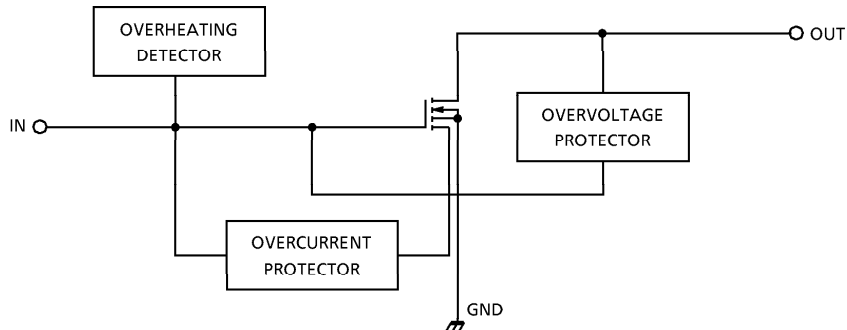 OVERHEATING
DETECTOR
OUT
OVERVOLTAGE
PROTECTOR
IN
OVERCURRENT
PROTECTOR
GND